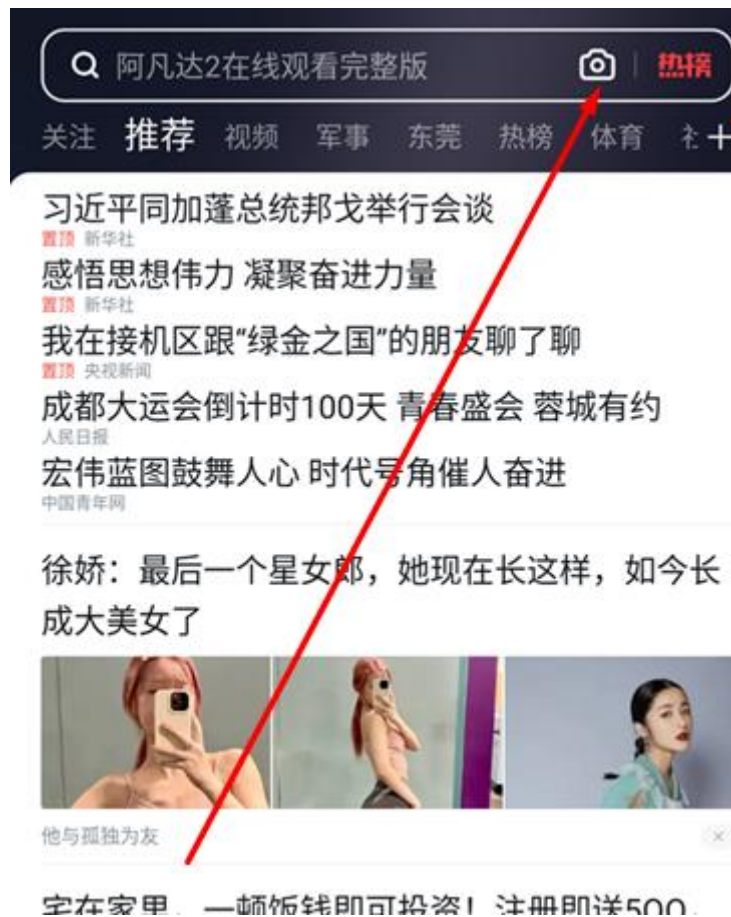 阿凡达2在线观看完整版 热榜
关注 推荐 视频 军事 东莞 热榜 体育
习近平同加蓬总统邦戈举行会谈
置顶 新华社
感悟思想伟力 凝聚奋进力量
置顶 新华社
我在接机区跟“绿金之国”的朋友聊了聊
置顶 央视新闻
成都大运会倒计时100天 青春盛会 蓉城有约
人民日报
宏伟蓝图鼓舞人心 时代号角催人奋进
中国青年网
徐娇：最后一个星女郎，她现在长这样，如今长
成大美女了
他与孤独为友
宅在家里，一顿饭钱即可投资！注册即送500，